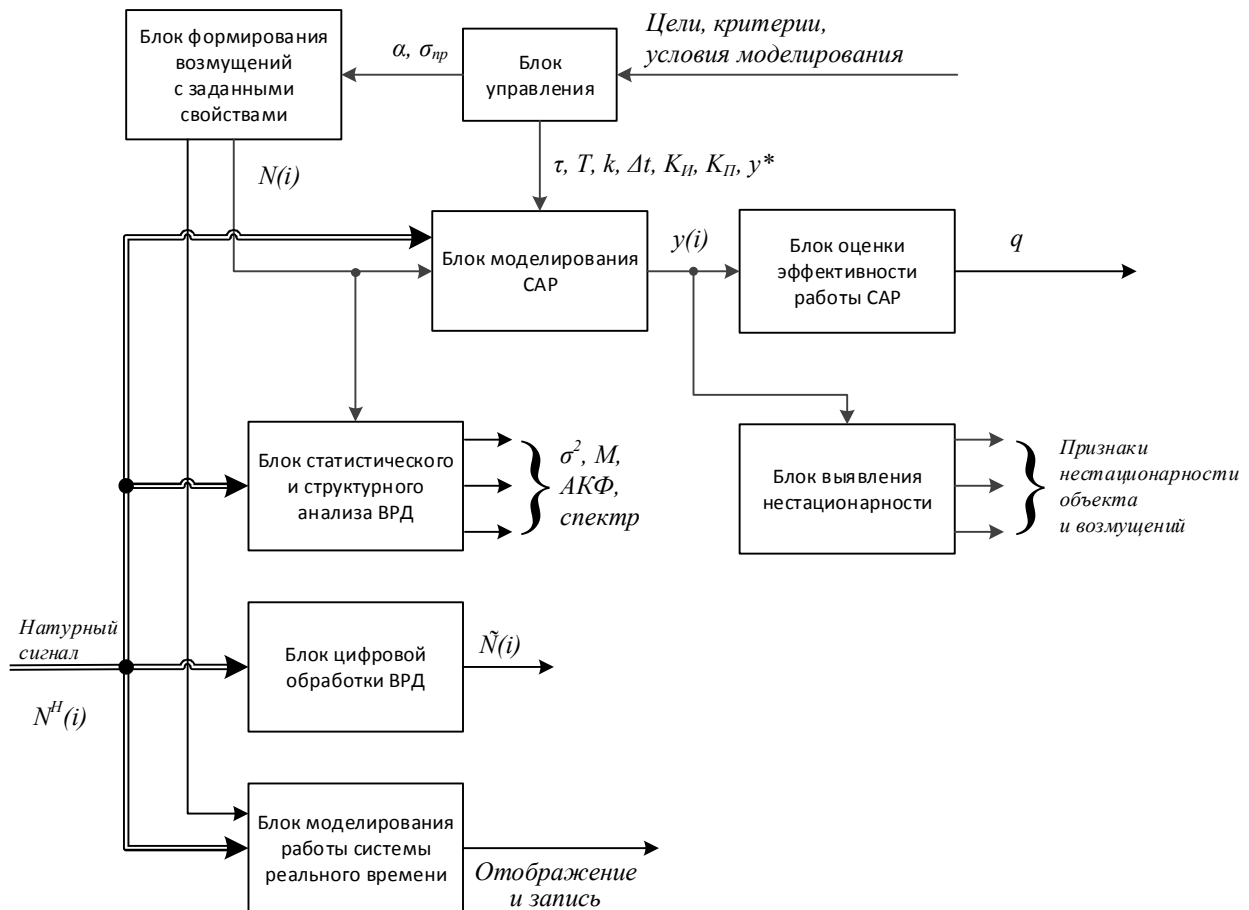 Блок формирования
возмущений
с заданными
свойствами
α, σпр
Блок
управления
Цели, критерии,
условия моделирования
N(i)
τ, T, k, Δt, KИ, KП, y*
Блок моделирования
САР
y(i)
Блок оценки
эффективности
работы САР
q
Блок статистического
и структурного
анализа ВРД
σ², М,
АКФ,
спектр
Блок выявления
нестационарности
Признаки
нестационарности
объекта
и возмущений
Натурный
сигнал
Nᴴ(i)
Блок цифровой
обработки ВРД
Ñ(i)
Блок моделирования
работы системы
реального времени
Отображение
и запись